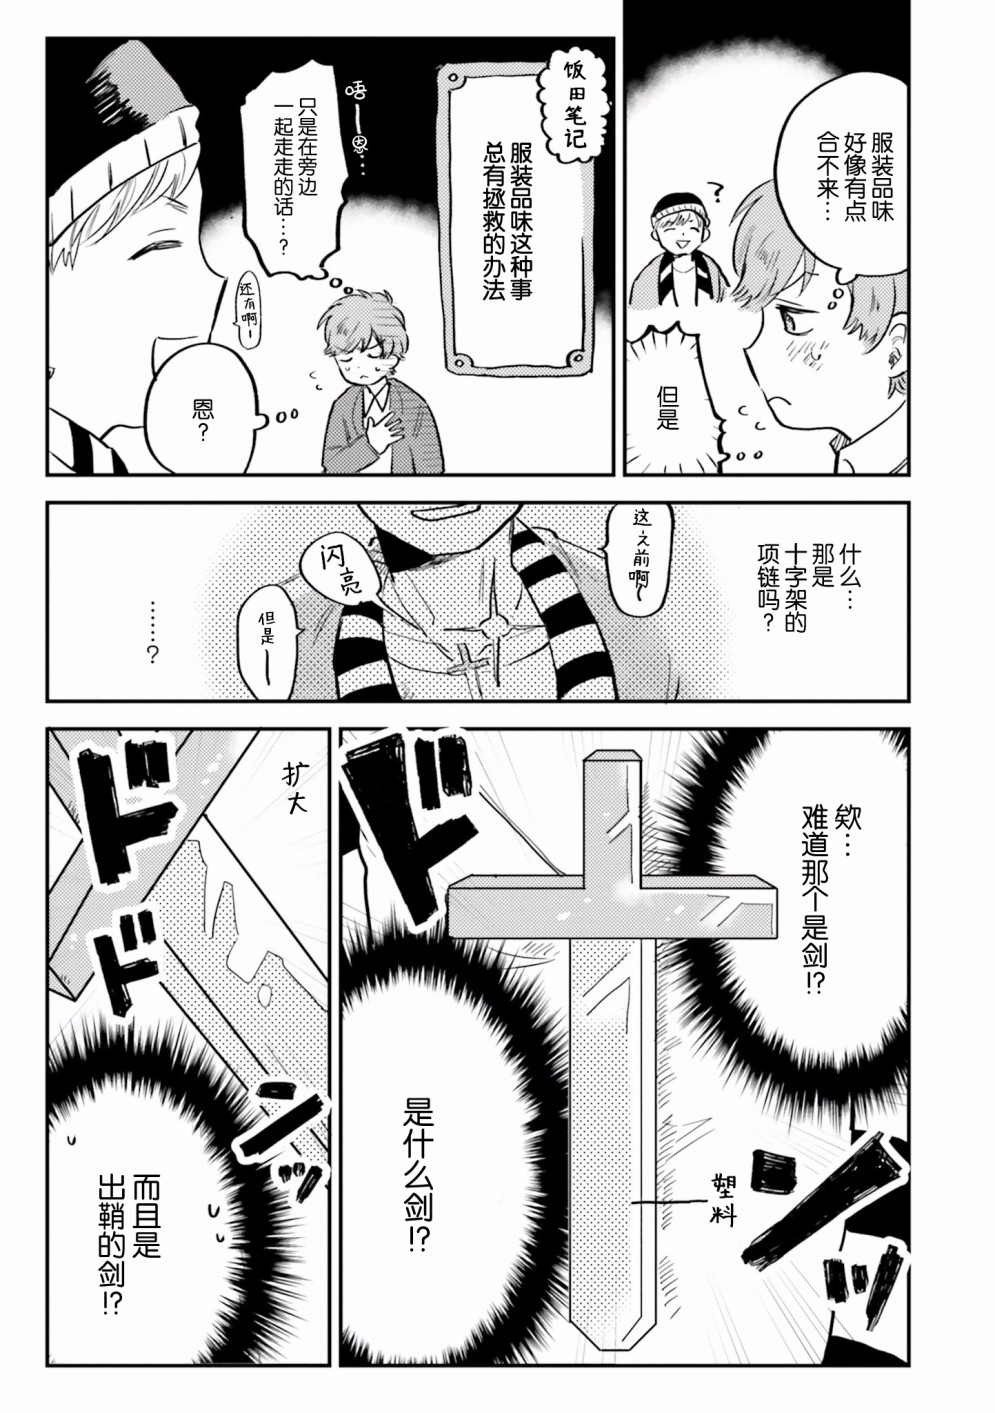 服装品味
好像有点
合不来…
?
但是
饭田笔记
服装品味这种事
总有拯救的办法
唔——恩…
只是在旁边
一起走走的话…?
还有啊—
恩?
什么…
那是
十字架的
项链吗?
这之前啊~
闪亮
但是—
……?
欸…
难道那个是剑!?
ドーン
塑料
是什么剑!?
扩大
ドドーン
而且是
出鞘的剑!?